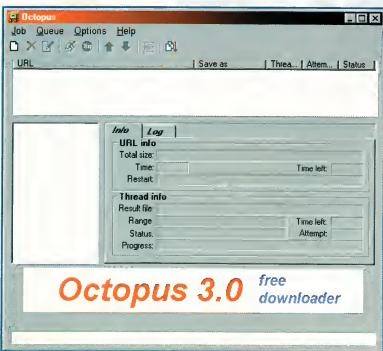 Octopus
Job Queue Options Help
URL Save as Threa... Attem... Status
Info Log
URL info
Total size:
Time: Time left:
Restart:
Thread info
Result file:
Range: Time left:
Status: Attempt:
Progress:
Octopus 3.0 free
downloader